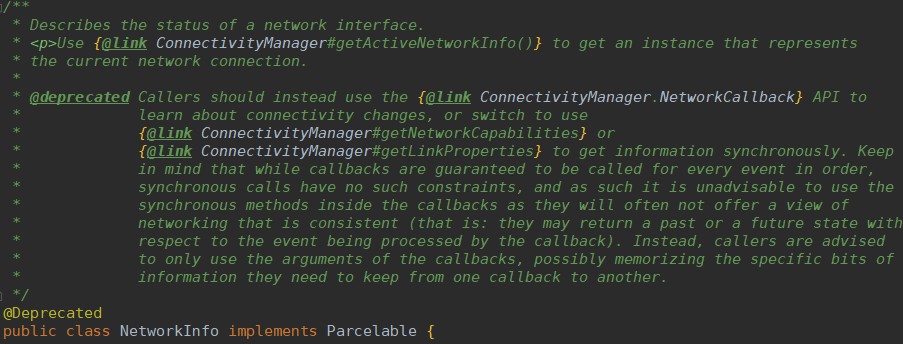 /**
 * Describes the status of a network interface.
 * <p>Use {@link ConnectivityManager#getActiveNetworkInfo()} to get an instance that represents
 * the current network connection.
 *
 * @deprecated Callers should instead use the {@link ConnectivityManager.NetworkCallback} API to
 *             learn about connectivity changes, or switch to use
 *             {@link ConnectivityManager#getNetworkCapabilities} or
 *             {@link ConnectivityManager#getLinkProperties} to get information synchronously. Keep
 *             in mind that while callbacks are guaranteed to be called for every event in order,
 *             synchronous calls have no such constraints, and as such it is unadvisable to use the
 *             synchronous methods inside the callbacks as they will often not offer a view of
 *             networking that is consistent (that is: they may return a past or a future state with
 *             respect to the event being processed by the callback). Instead, callers are advised
 *             to only use the arguments of the callbacks, possibly memorizing the specific bits of
 *             information they need to keep from one callback to another.
 */
@Deprecated
public class NetworkInfo implements Parcelable {